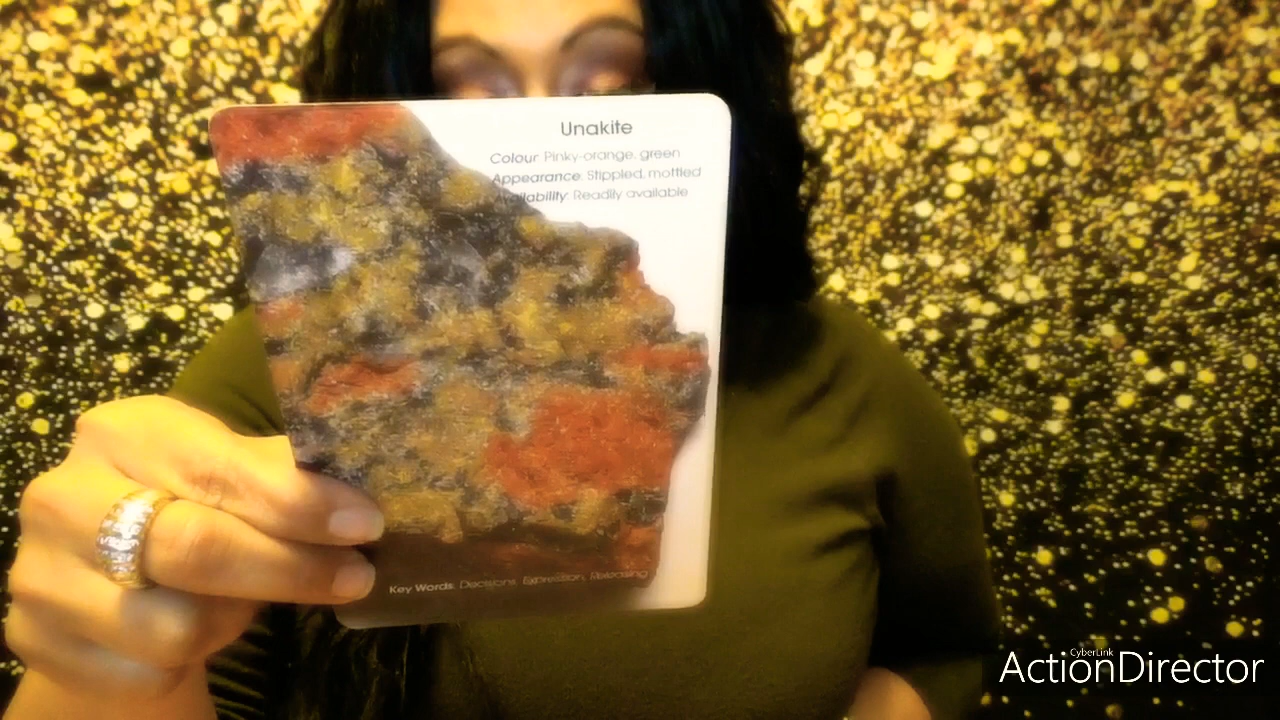 Unakite
Colour: Pinky-orange, green
Appearance: Stippled, mottled
Availability: Readily available
Key Words: Decisions, Expression, Releasing
CyberLink
ActionDirector